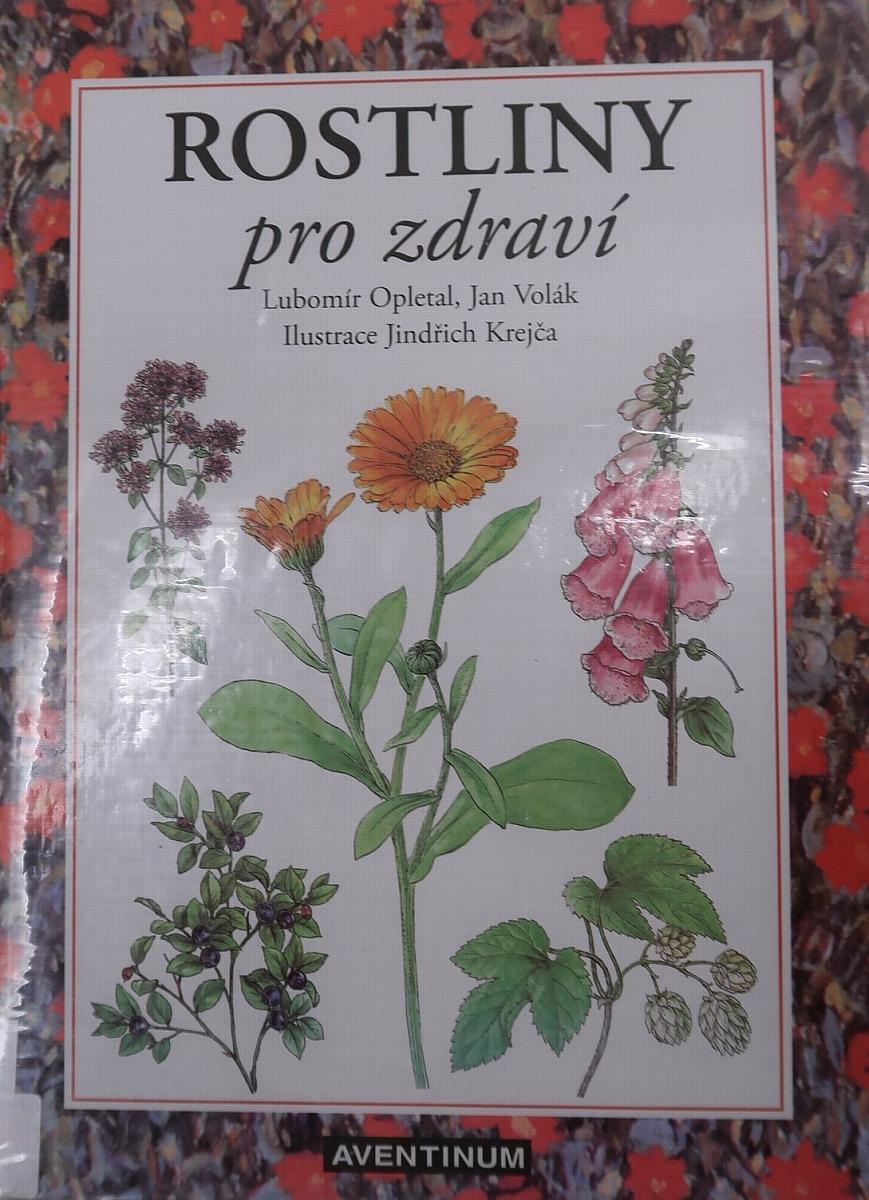 ROSTLINY
pro zdraví
Lubomír Opletal, Jan Volák
Ilustrace Jindřich Krejča
AVENTINUM